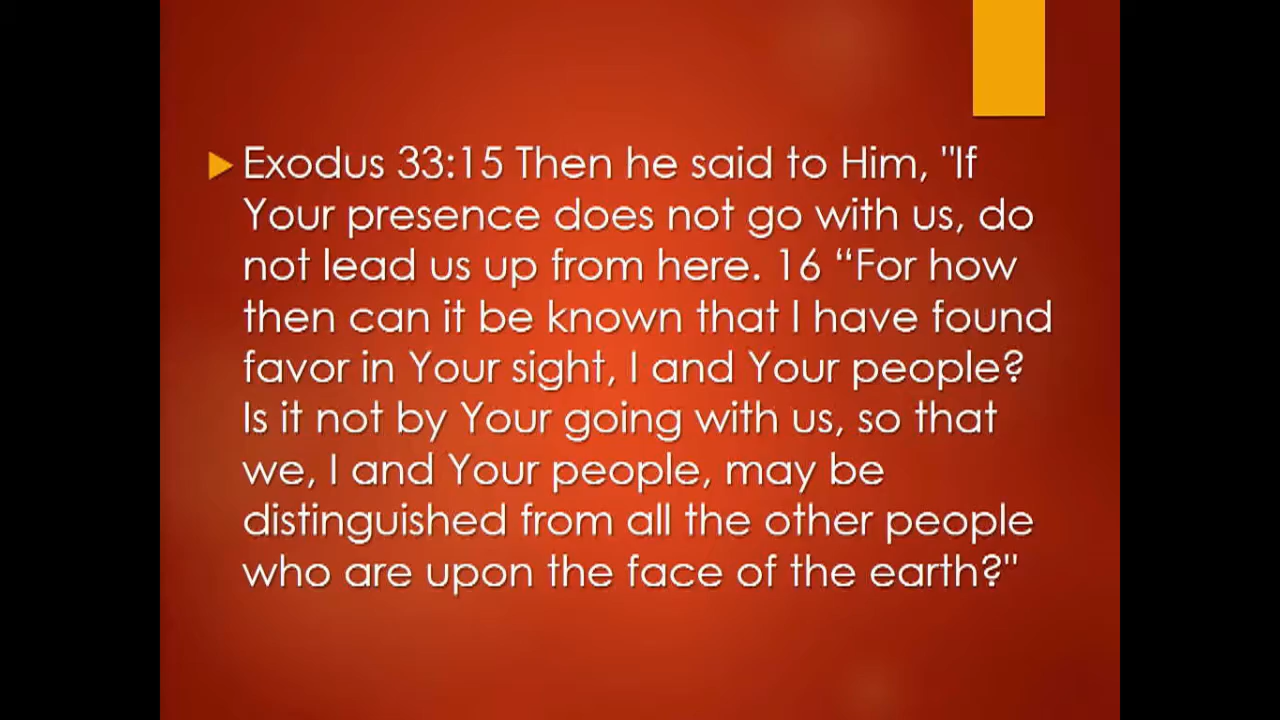 Exodus 33:15 Then he said to Him, "If
Your presence does not go with us, do
not lead us up from here. 16 “For how
then can it be known that I have found
favor in Your sight, I and Your people?
Is it not by Your going with us, so that
we, I and Your people, may be
distinguished from all the other people
who are upon the face of the earth?"